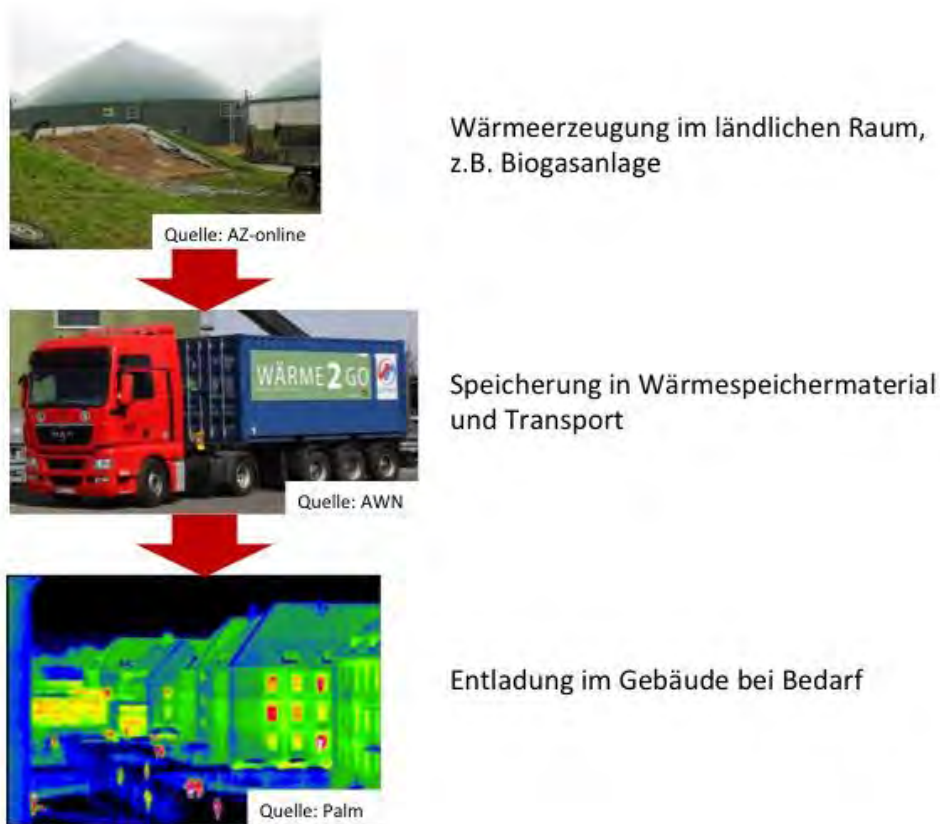 Wärmeerzeugung im ländlichen Raum,
z.B. Biogasanlage
Quelle: AZ-online
WÄRME2GO
Speicherung in Wärmespeichermaterial
und Transport
Quelle: AWN
Entladung im Gebäude bei Bedarf
Quelle: Palm